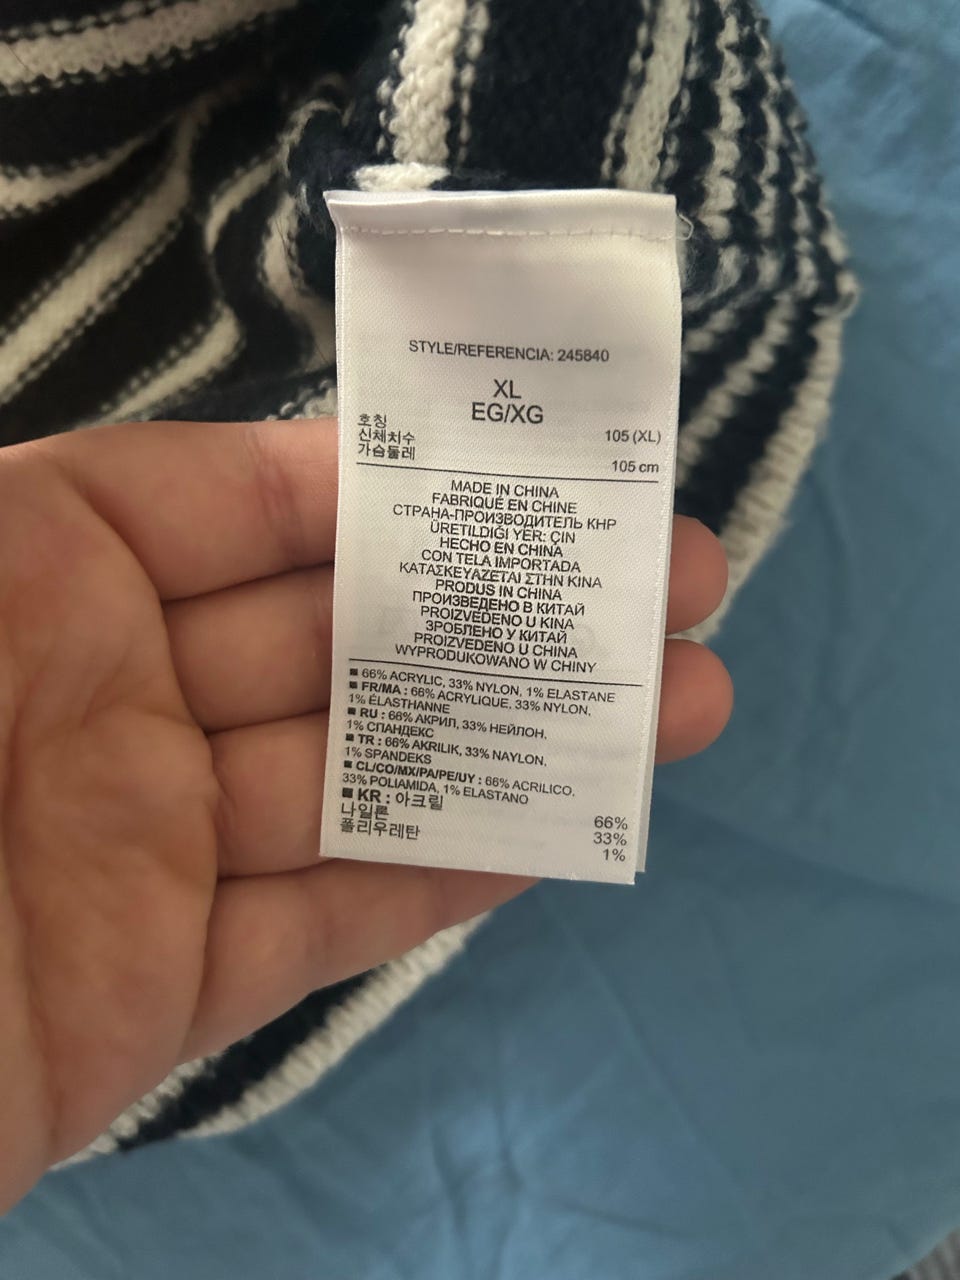 STYLE/REFERENCIA: 245840
XL
EG/XG
호칭
신체치수 105 (XL)
가슴둘레 105 cm
MADE IN CHINA
FABRIQUÉ EN CHINE
СТРАНА-ПРОИЗВОДИТЕЛЬ КНР
ÜRETILDIĞI YER: ÇIN
HECHO EN CHINA
CON TELA IMPORTADA
ΚΑΤΑΣΚΕΥΑΖΕΤΑΙ ΣΤΗΝ ΚΙΝΑ
PRODUS IN CHINA
ПРОИЗВЕДЕНО В КИТАЙ
PROIZVEDENO U KINA
ЗРОБЛЕНО У КИТАЙ
PROIZVEDENO U CHINA
WYPRODUKOWANO W CHINY
■ 66% ACRYLIC, 33% NYLON, 1% ELASTANE
■ FR/MA : 66% ACRYLIQUE, 33% NYLON,
1% ÉLASTHANNE
■ RU : 66% АКРИЛ, 33% НЕЙЛОН,
1% СПАНДЕКС
■ TR : 66% AKRILIK, 33% NAYLON,
1% SPANDEKS
■ CL/CO/MX/PA/PE/UY : 66% ACRILICO,
33% POLIAMIDA, 1% ELASTANO
■ KR : 아크릴 66%
나일론 33%
폴리우레탄 1%